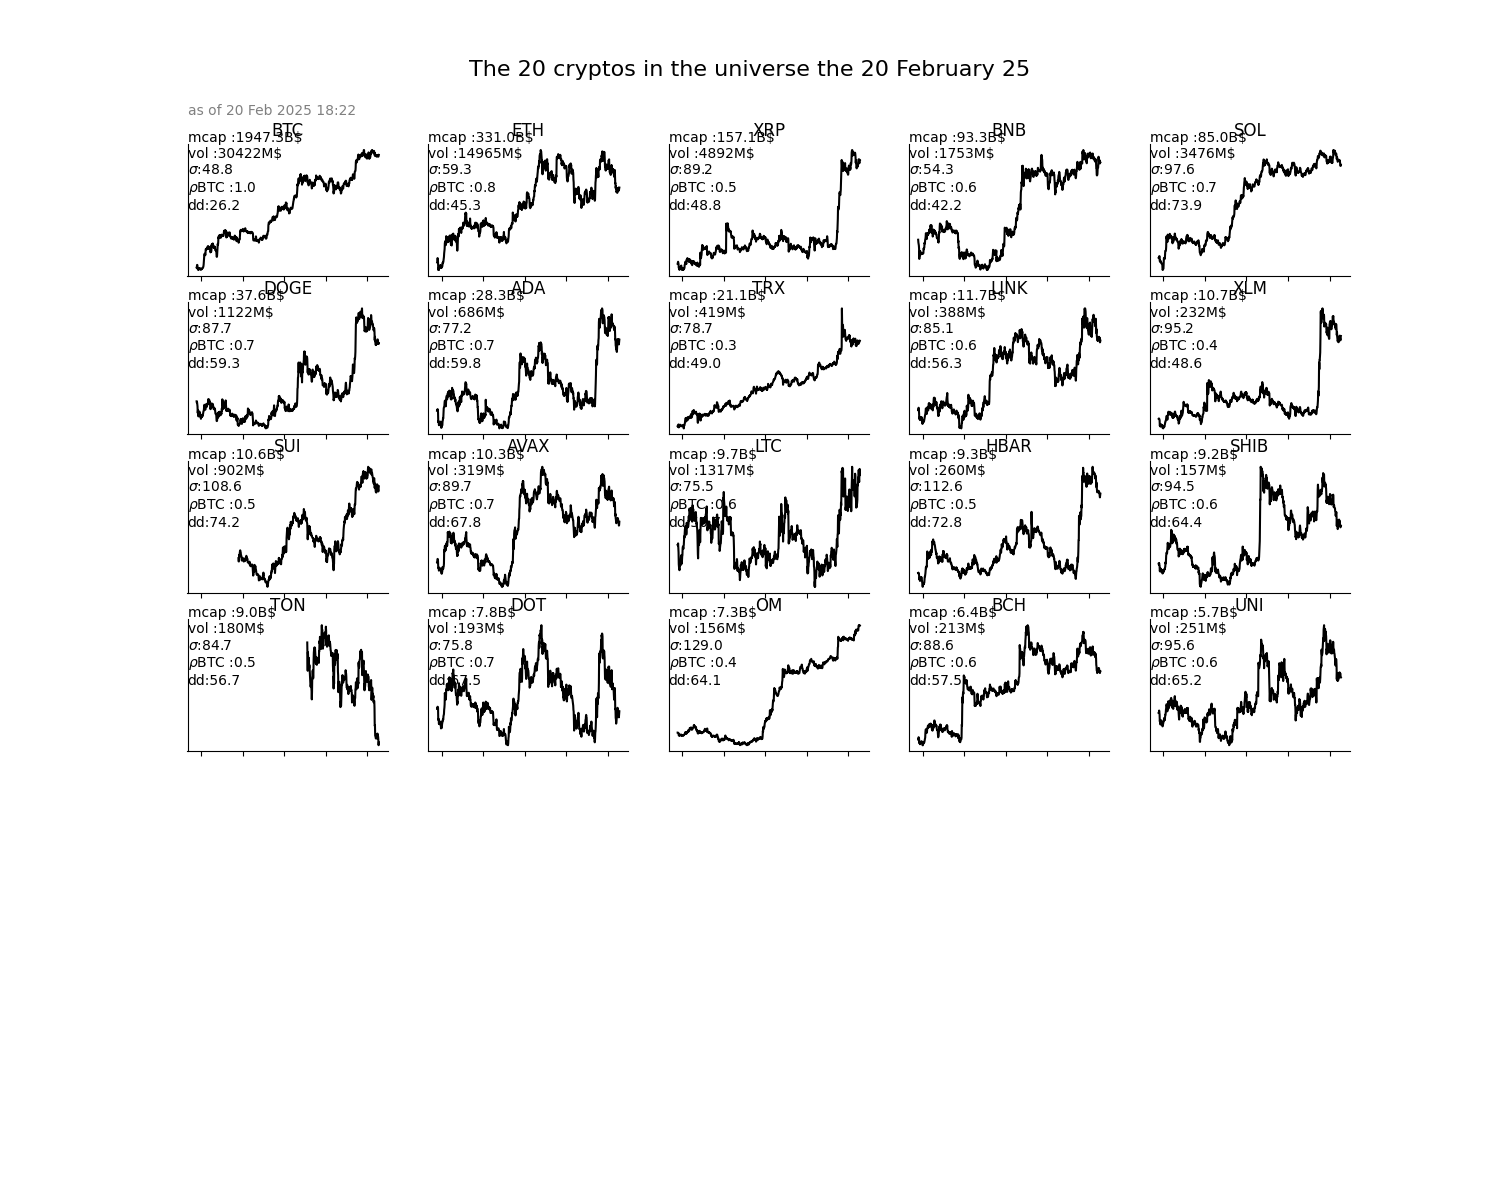 The 20 cryptos in the universe the 20 February 25
as of 20 Feb 2025 18:22
BTC
mcap :1947.3B$
vol :30422M$
σ:48.8
ρBTC :1.0
dd:26.2
ETH
mcap :331.0B$
vol :14965M$
σ:59.3
ρBTC :0.8
dd:45.3
XRP
mcap :157.1B$
vol :4892M$
σ:89.2
ρBTC :0.5
dd:48.8
BNB
mcap :93.3B$
vol :1753M$
σ:54.3
ρBTC :0.6
dd:42.2
SOL
mcap :85.0B$
vol :3476M$
σ:97.6
ρBTC :0.7
dd:73.9
DOGE
mcap :37.6B$
vol :1122M$
σ:87.7
ρBTC :0.7
dd:59.3
ADA
mcap :28.3B$
vol :686M$
σ:77.2
ρBTC :0.7
dd:59.8
TRX
mcap :21.1B$
vol :419M$
σ:78.7
ρBTC :0.3
dd:49.0
LINK
mcap :11.7B$
vol :388M$
σ:85.1
ρBTC :0.6
dd:56.3
XLM
mcap :10.7B$
vol :232M$
σ:95.2
ρBTC :0.4
dd:48.6
SUI
mcap :10.6B$
vol :902M$
σ:108.6
ρBTC :0.5
dd:74.2
AVAX
mcap :10.3B$
vol :319M$
σ:89.7
ρBTC :0.7
dd:67.8
LTC
mcap :9.7B$
vol :1317M$
σ:75.5
ρBTC :0.6
HBAR
mcap :9.3B$
vol :260M$
σ:112.6
ρBTC :0.5
dd:72.8
SHIB
mcap :9.2B$
vol :157M$
σ:94.5
ρBTC :0.6
dd:64.4
TON
mcap :9.0B$
vol :180M$
σ:84.7
ρBTC :0.5
dd:56.7
DOT
mcap :7.8B$
vol :193M$
σ:75.8
ρBTC :0.7
dd:67.5
OM
mcap :7.3B$
vol :156M$
σ:129.0
ρBTC :0.4
dd:64.1
BCH
mcap :6.4B$
vol :213M$
σ:88.6
ρBTC :0.6
dd:57.5
UNI
mcap :5.7B$
vol :251M$
σ:95.6
ρBTC :0.6
dd:65.2